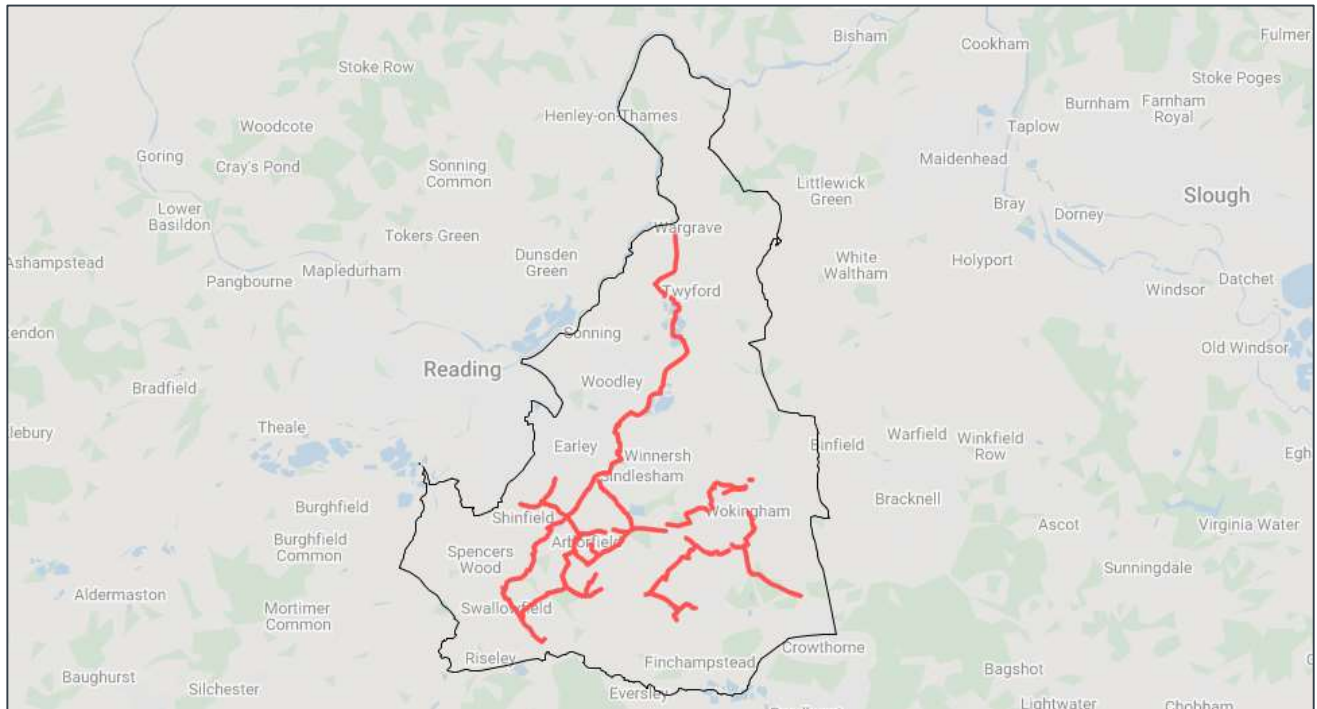 Bisham
Cookham
Fulmer
Stoke Row
Stoke Poges
Burnham
Farnham
Royal
Henley-on-Thames
Woodcote
Taplow
Goring
Cray's Pond
Sonning
Common
Maidenhead
Littlewick
Green
Slough
Bray
Dorney
Lower
Basildon
Tokers Green
Wargrave
Dunsden
Green
White
Waltham
Holyport
Ashampstead
Mapledurham
Pangbourne
Datchet
Windsor
Twyford
endon
Sonning
Old Windsor
Reading
Woodley
Bradfield
Theale
lebury
Earley
Binfield
Warfield
Winkfield
Row
Egh
Winnersh
Sindlesham
Bracknell
Burghfield
Shinfield
Wokingham
Ascot
Virginia Water
Burghfield
Common
Spencers
Wood
Arborfield
Sunningdale
Aldermaston
Mortimer
Common
Swallowfield
Crowthorne
Riseley
Finchampstead
Bagshot
Baughurst
Silchester
Eversley
Lightwater
Chobham